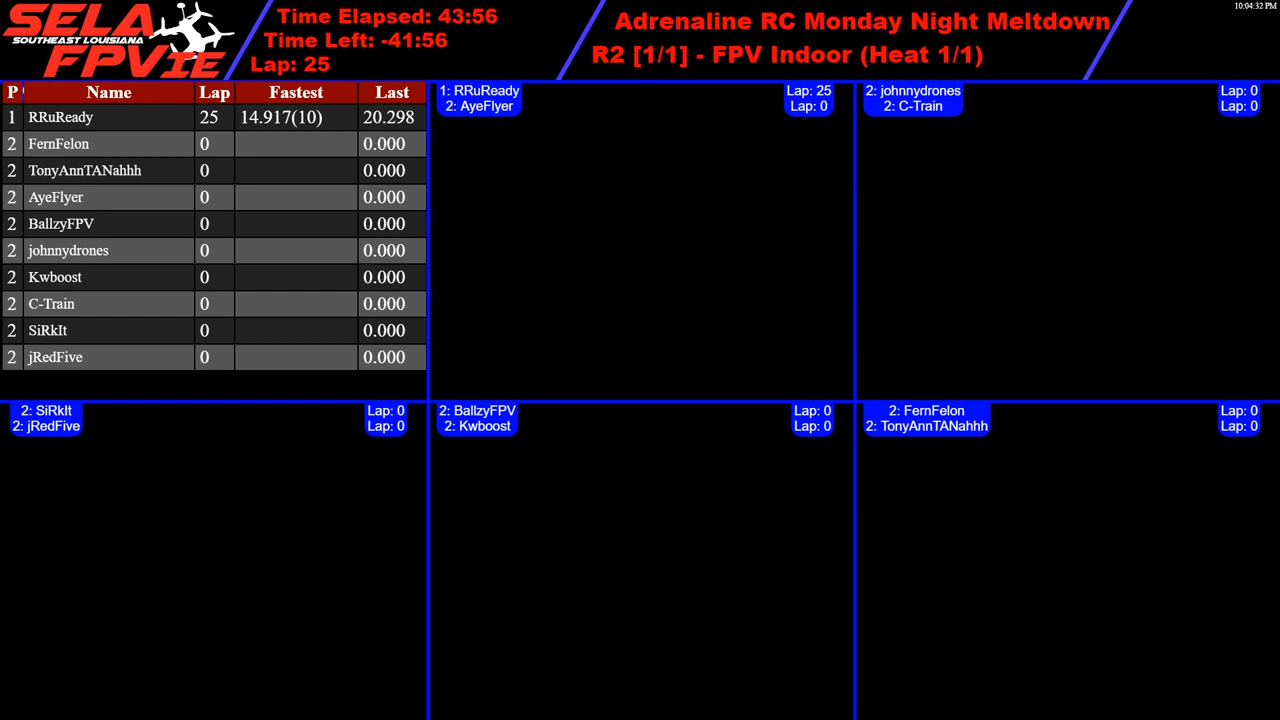 SELA
SOUTHEAST LOUISIANA
FPVIE
Time Elapsed: 43:56
Time Left: -41:56
Lap: 25
Adrenaline RC Monday Night Meltdown
R2 [1/1] - FPV Indoor (Heat 1/1)
10:04:32 PM
P Name Lap Fastest Last
1 RRuReady 25 14.917(10) 20.298
2 FernFelon 0 0.000
2 TonyAnnTANahhh 0 0.000
2 AyeFlyer 0 0.000
2 BallzyFPV 0 0.000
2 johnnydrones 0 0.000
2 Kwboost 0 0.000
2 C-Train 0 0.000
2 SiRkIt 0 0.000
2 jRedFive 0 0.000
1: RRuReady Lap: 25
2: AyeFlyer Lap: 0
2: johnnydrones Lap: 0
2: C-Train Lap: 0
2: SiRkIt Lap: 0
2: jRedFive Lap: 0
2: BallzyFPV Lap: 0
2: Kwboost Lap: 0
2: FernFelon Lap: 0
2: TonyAnnTANahhh Lap: 0